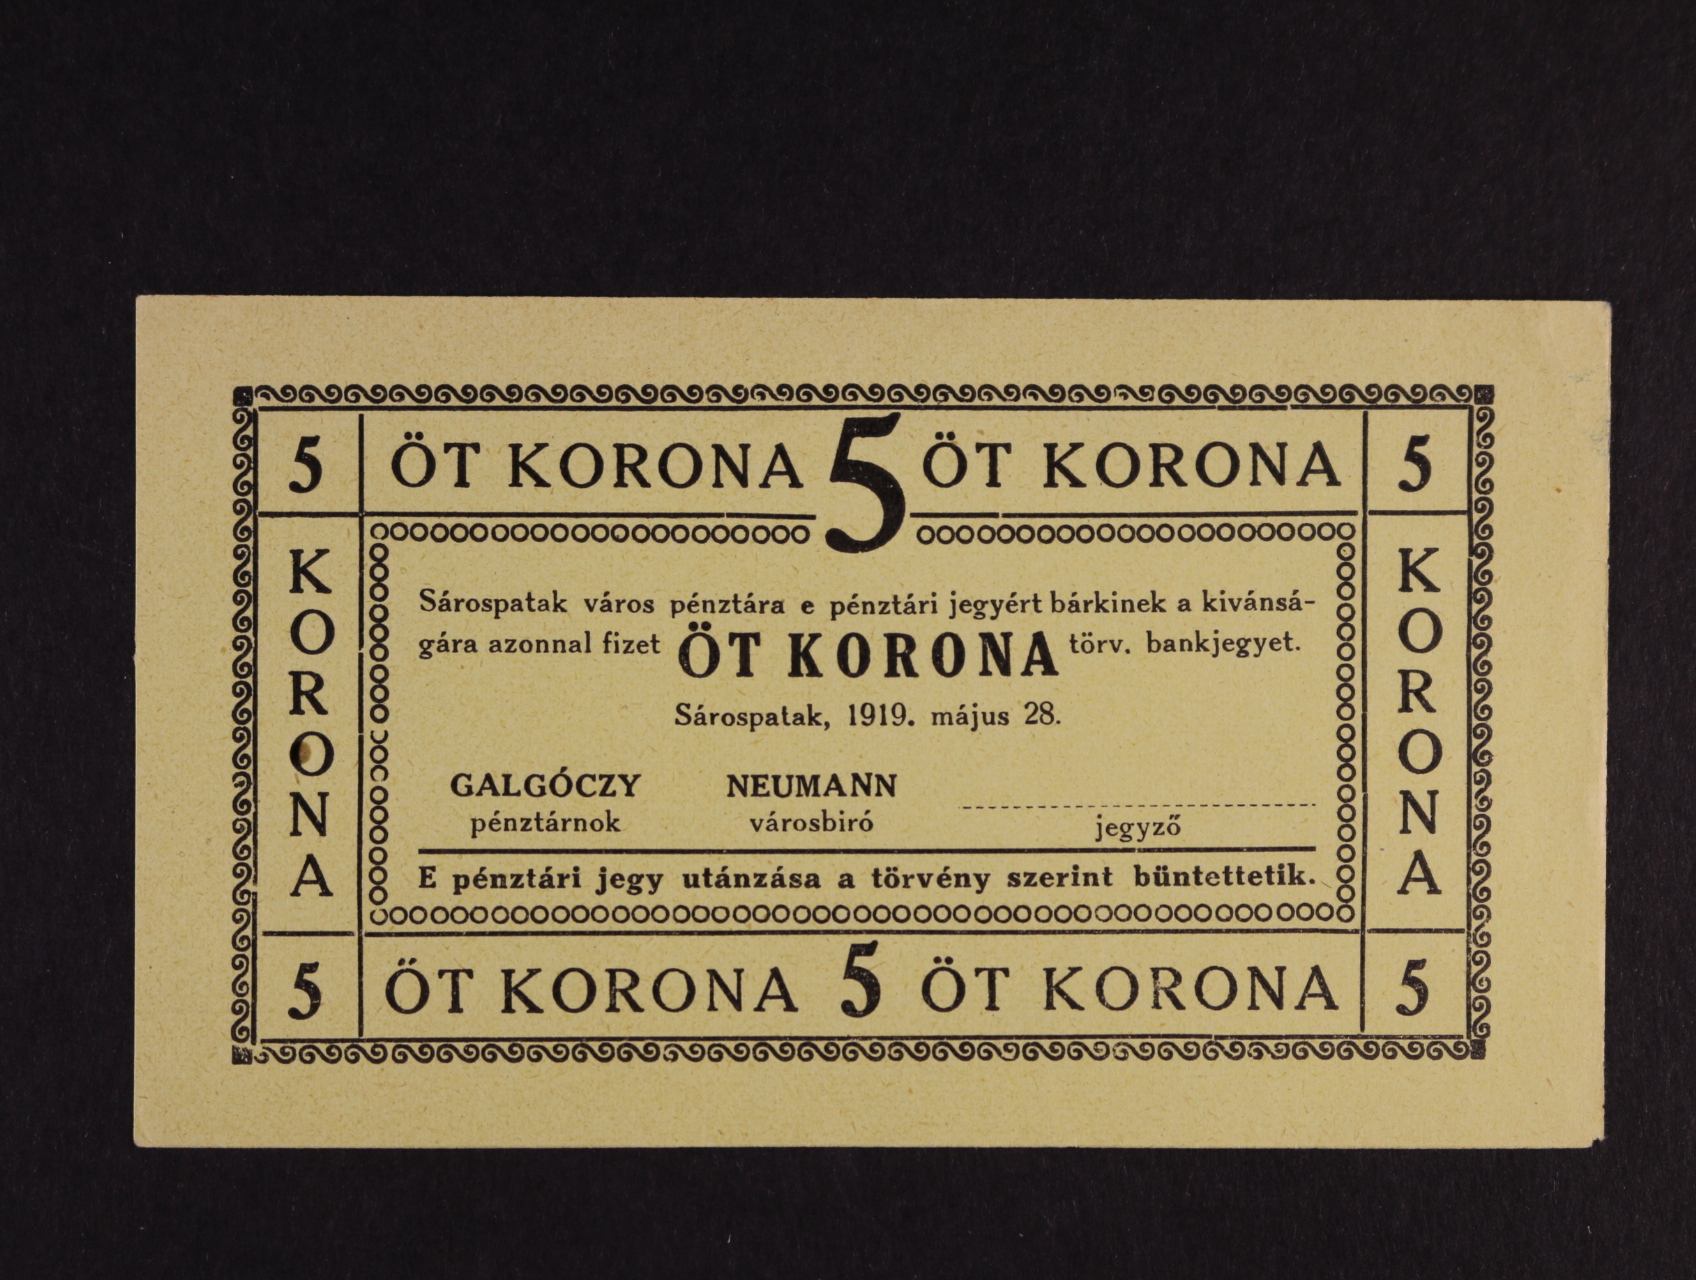 5 ÖT KORONA 5 ÖT KORONA 5
KORONA
Sárospatak város pénztára e pénztári jegyért bárkinek a kivánsá-
gára azonnal fizet ÖT KORONA törv. bankjegyet.
Sárospatak, 1919. május 28.
GALGÓCZY NEUMANN
pénztárnok városbiró jegyző
E pénztári jegy utánzása a törvény szerint büntettetik.
KORONA
5 ÖT KORONA 5 ÖT KORONA 5